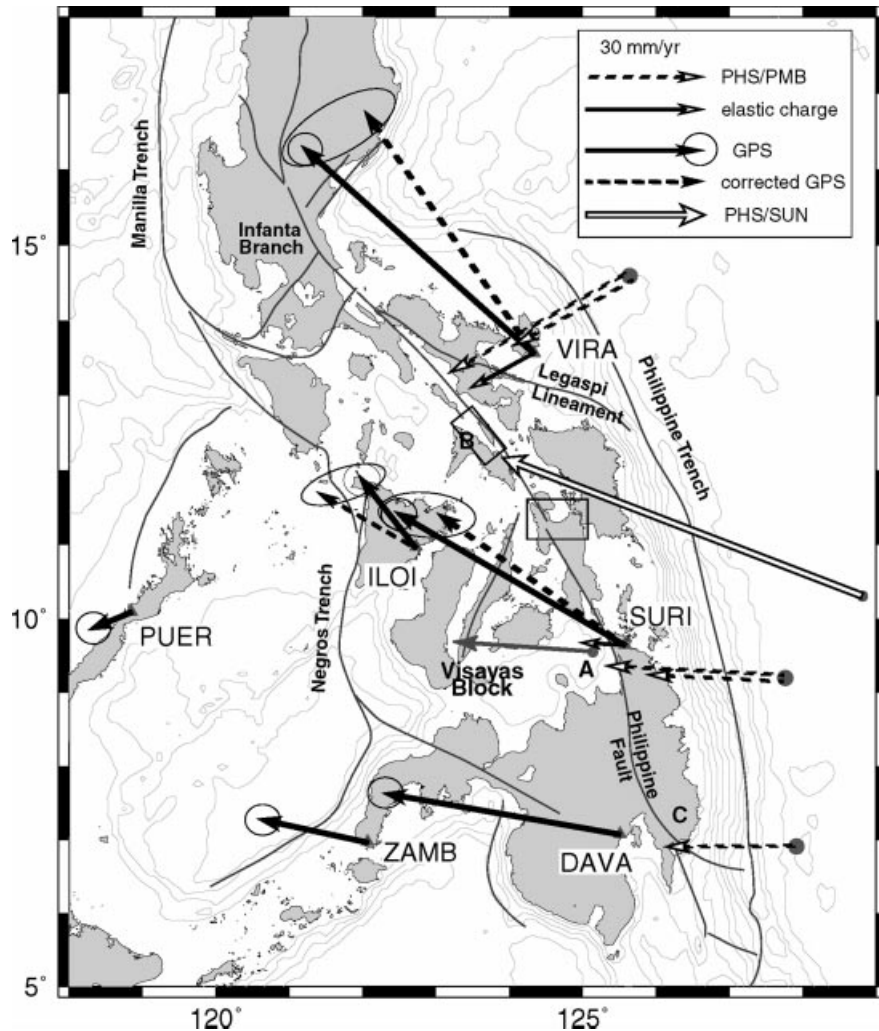 30 mm/yr
PHS/PMB
elastic charge
GPS
corrected GPS
PHS/SUN
Manilla Trench
Infanta
Branch
15°
VIRA
Legaspi
Lineament
Philippine Trench
B
ILOI
10°
PUER
Negros Trench
SURI
A
Visayas
Block
Philippine
Fault
C
ZAMB
DAVA
5°
120°
125°